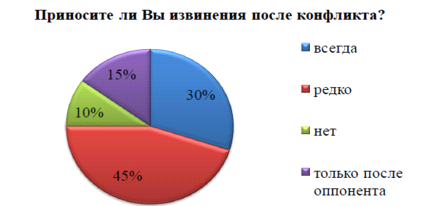 Приносите ли Вы извинения после конфликта?
15%
30%
10%
45%
всегда
редко
нет
только после
оппонента